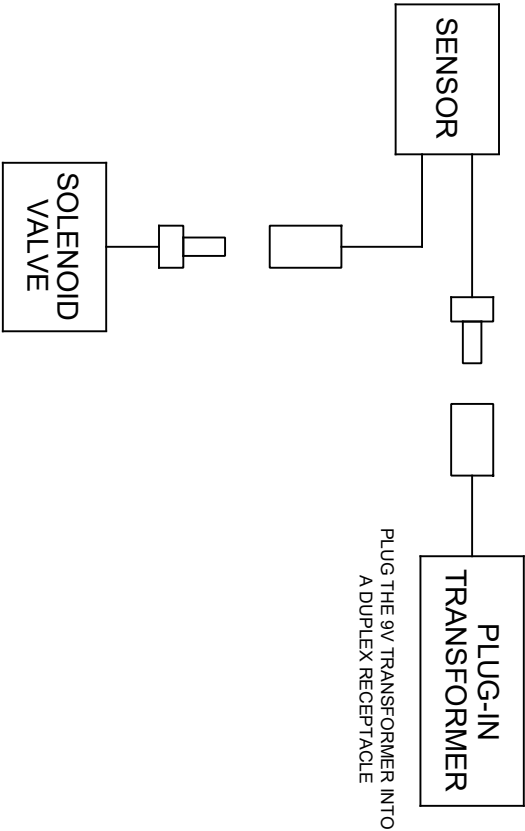 SENSOR
SOLENOID
VALVE
PLUG-IN
TRANSFORMER
PLUG THE 9V TRANSFORMER INTO
A DUPLEX RECEPTACLE